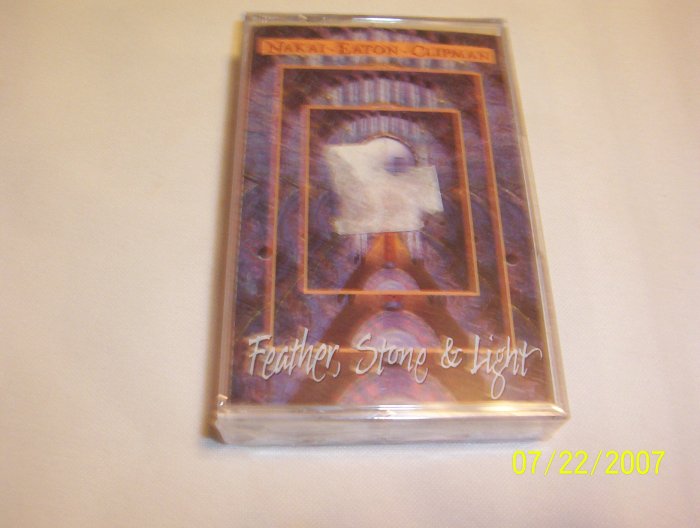 NAKAI - EATON - CLIPMAN
Feather, Stone & Light
07/22/2007